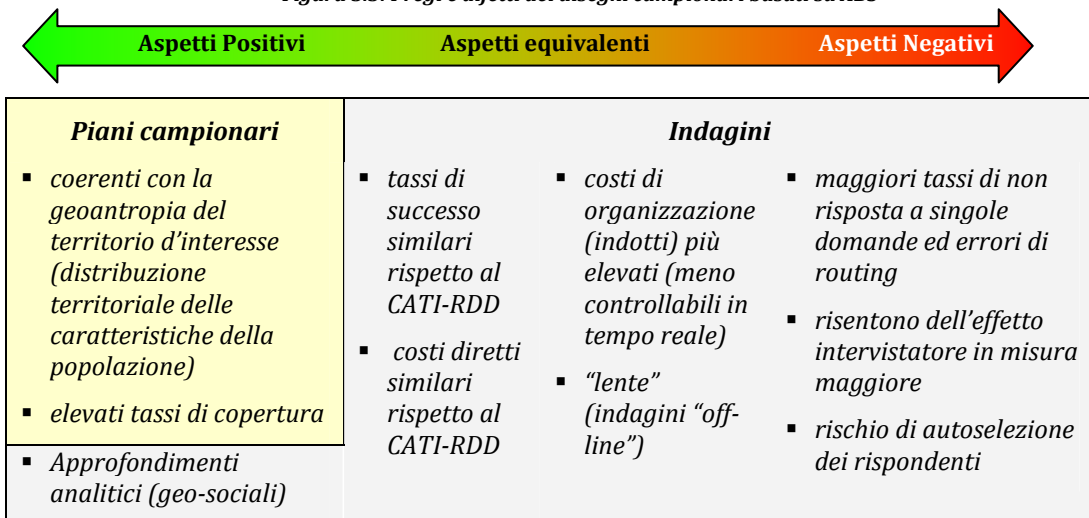 Aspetti Positivi Aspetti equivalenti Aspetti Negativi
Piani campionari
▪ coerenti con la
geoantropia del
territorio d’interesse
(distribuzione
territoriale delle
caratteristiche della
popolazione)
▪ elevati tassi di copertura
▪ Approfondimenti
analitici (geo-sociali)
Indagini
▪ tassi di
successo
similari
rispetto al
CATI-RDD
▪ costi diretti
similari
rispetto al
CATI-RDD
▪ costi di
organizzazione
(indotti) più
elevati (meno
controllabili in
tempo reale)
▪ “lente”
(indagini “off-
line”)
▪ maggiori tassi di non
risposta a singole
domande ed errori di
routing
▪ risentono dell’effetto
intervistatore in misura
maggiore
▪ rischio di autoselezione
dei rispondenti